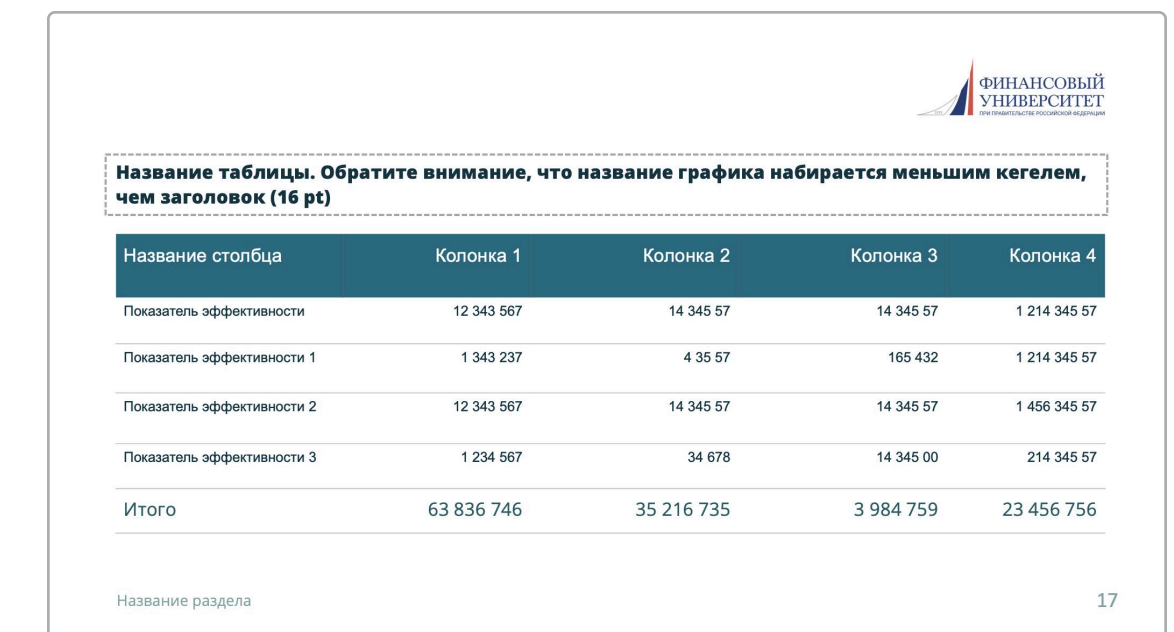 ФИНАНСОВЫЙ
УНИВЕРСИТЕТ
ПРИ ПРАВИТЕЛЬСТВЕ РОССИЙСКОЙ ФЕДЕРАЦИИ
Название таблицы. Обратите внимание, что название графика набирается меньшим кегелем,
чем заголовок (16 pt)
Название столбца Колонка 1 Колонка 2 Колонка 3 Колонка 4
Показатель эффективности 12 343 567 14 345 57 14 345 57 1 214 345 57
Показатель эффективности 1 1 343 237 4 35 57 165 432 1 214 345 57
Показатель эффективности 2 12 343 567 14 345 57 14 345 57 1 456 345 57
Показатель эффективности 3 1 234 567 34 678 14 345 00 214 345 57
Итого 63 836 746 35 216 735 3 984 759 23 456 756
Название раздела 17